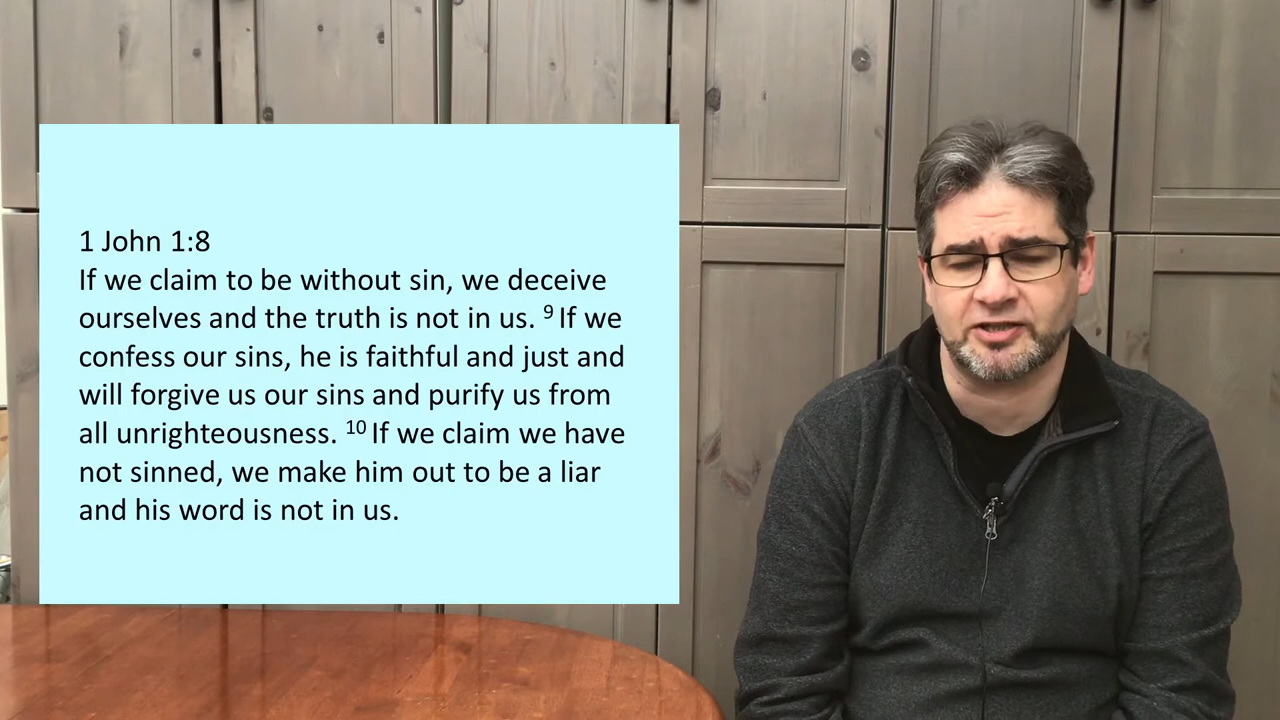 1 John 1:8
If we claim to be without sin, we deceive
ourselves and the truth is not in us. 9 If we
confess our sins, he is faithful and just and
will forgive us our sins and purify us from
all unrighteousness. 10 If we claim we have
not sinned, we make him out to be a liar
and his word is not in us.